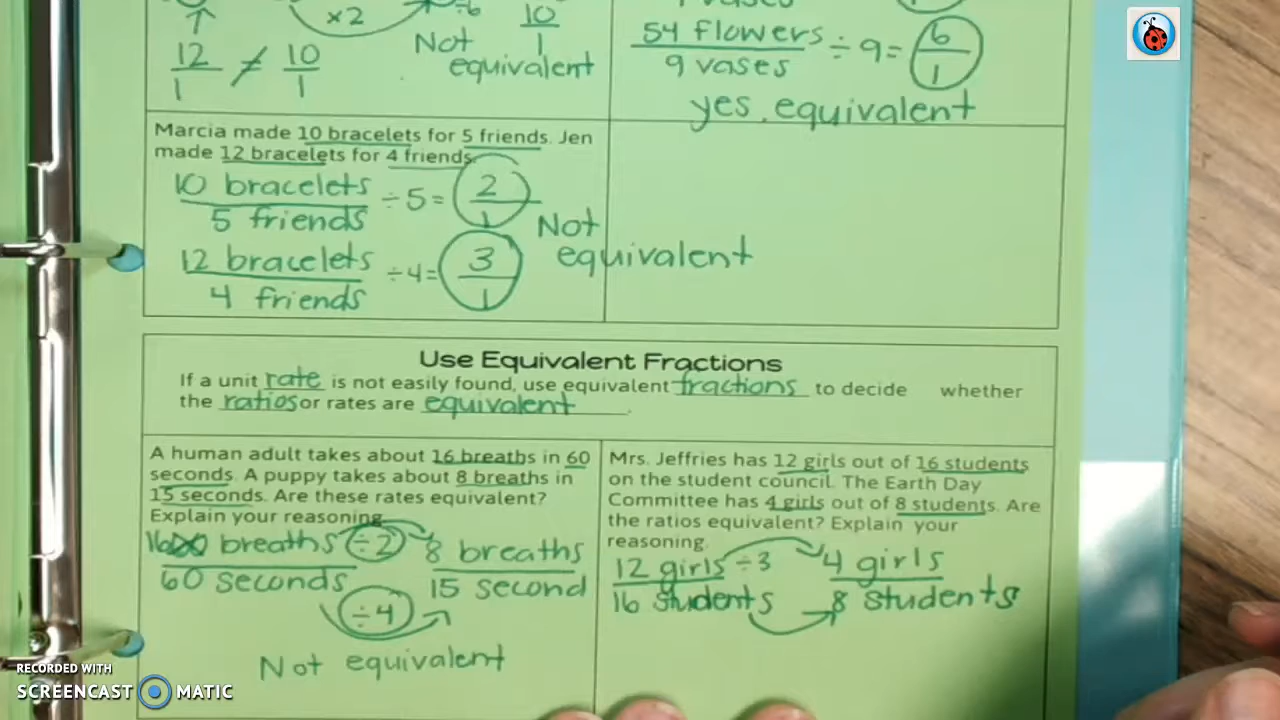 ×2
÷6
10
1
Not
equivalent
12 ≠ 10
1 1
vases
54 flowers ÷ 9 = 6
9 vases 1
yes, equivalent
Marcia made 10 bracelets for 5 friends. Jen
made 12 bracelets for 4 friends.
10 bracelets ÷ 5 = 2
5 friends 1
Not
equivalent
12 bracelets ÷ 4 = 3
4 friends 1
Use Equivalent Fractions
If a unit rate is not easily found, use equivalent fractions to decide whether
the ratios or rates are equivalent.
A human adult takes about 16 breaths in 60
seconds. A puppy takes about 8 breaths in
15 seconds. Are these rates equivalent?
Explain your reasoning.
16 breaths ÷2 8 breaths
60 seconds 15 second
÷4
Not equivalent
Mrs. Jeffries has 12 girls out of 16 students
on the student council. The Earth Day
Committee has 4 girls out of 8 students. Are
the ratios equivalent? Explain your
reasoning.
12 girls ÷3 4 girls
16 students 8 students
RECORDED WITH
SCREENCAST MATIC